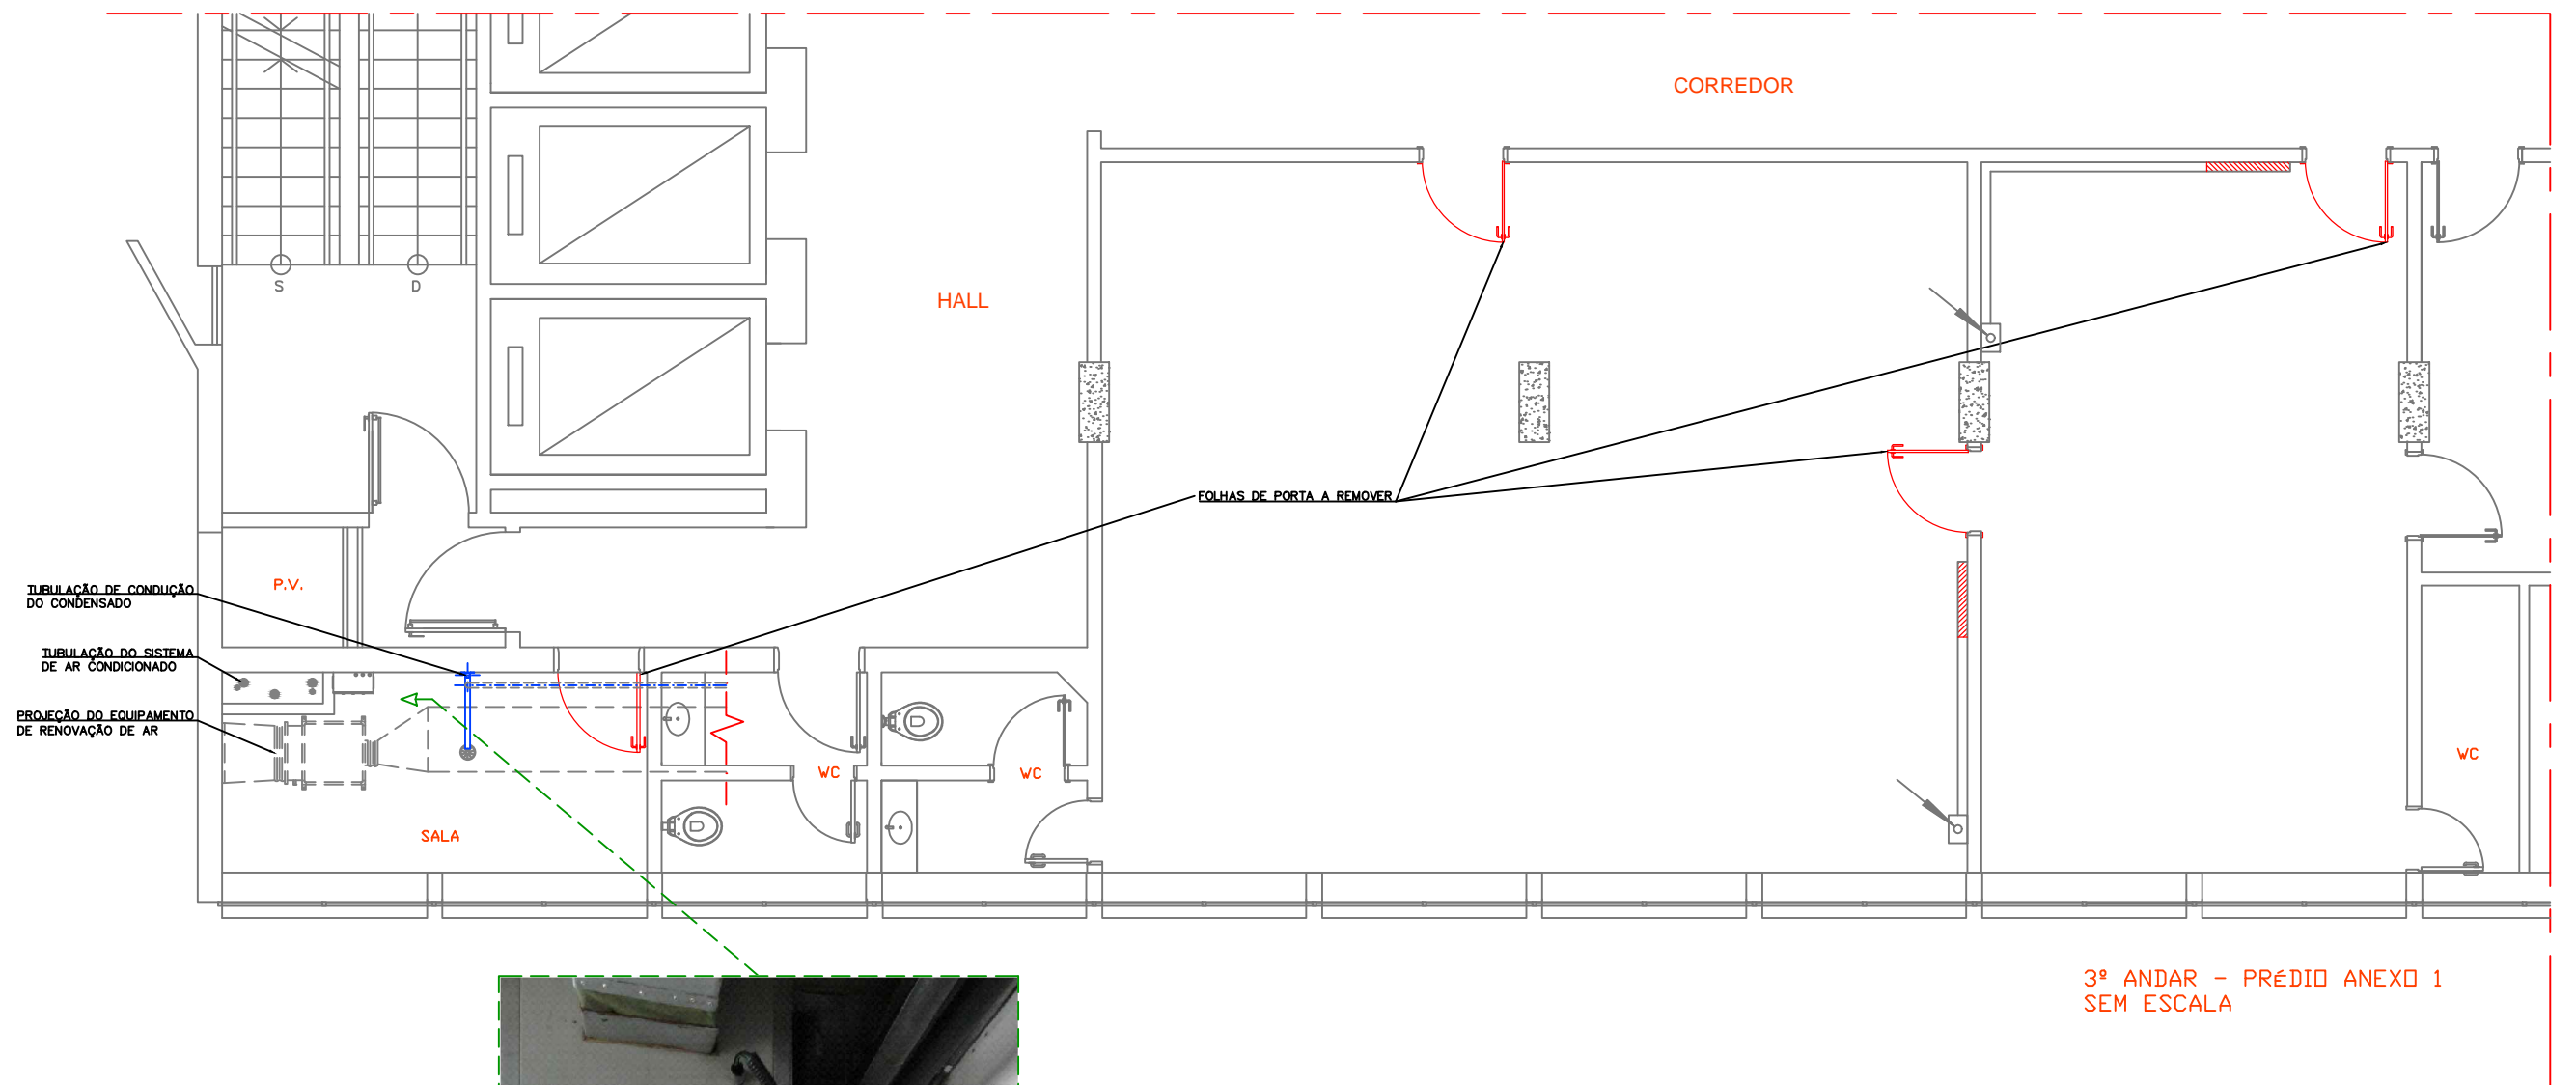 CORREDOR
S
D
HALL
FOLHAS DE PORTA A REMOVER
P.V.
TUBULAÇÃO DE CONDUÇÃO
DO CONDENSADO
TUBULAÇÃO DO SISTEMA
DE AR CONDICIONADO
PROJEÇÃO DO EQUIPAMENTO
DE RENOVAÇÃO DE AR
WC
WC
WC
SALA
3º ANDAR - PRÉDIO ANEXO 1
SEM ESCALA